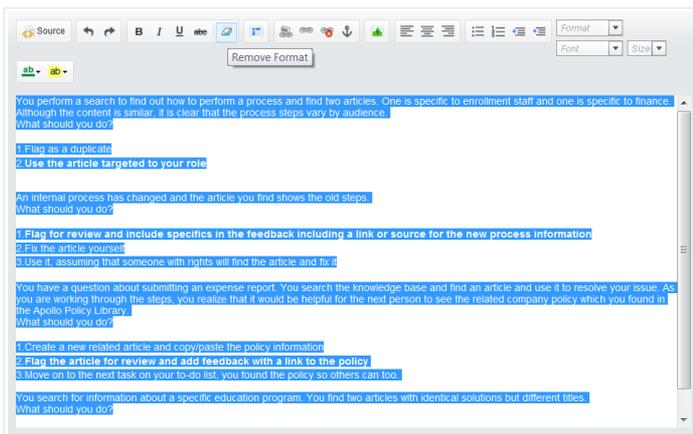 Source B I U abc Format
Font Size
Remove Format
ab ab
You perform a search to find out how to perform a process and find two articles. One is specific to enrollment staff and one is specific to finance.
Although the content is similar, it is clear that the process steps vary by audience.
What should you do?
1.Flag as a duplicate
2.Use the article targeted to your role
An internal process has changed and the article you find shows the old steps.
What should you do?
1.Flag for review and include specifics in the feedback including a link or source for the new process information
2.Fix the article yourself
3.Use it, assuming that someone with rights will find the article and fix it
You have a question about submitting an expense report. You search the knowledge base and find an article and use it to resolve your issue. As
you are working through the steps, you realize that it would be helpful for the next person to see the related company policy which you found in
the Apollo Policy Library.
What should you do?
1.Create a new related article and copy/paste the policy information
2.Flag the article for review and add feedback with a link to the policy
3.Move on to the next task on your to-do list, you found the policy so others can too.
You search for information about a specific education program. You find two articles with identical solutions but different titles.
What should you do?